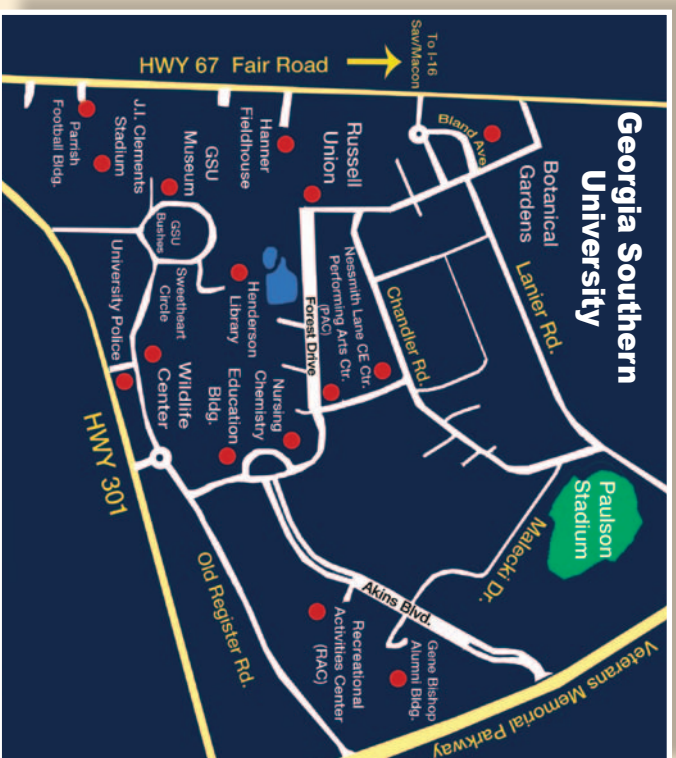 Georgia Southern
University
To I-16
Sav/Macon
HWY 67 Fair Road
Bland Ave.
Botanical
Gardens
Lanier Rd.
Paulson
Stadium
Russell
Union
Hanner
Fieldhouse
GSU
Museum
J.I. Clements
Stadium
Parrish
Football Bldg.
Nessmith Lane CE Ctr.
Performing Arts Ctr.
(PAC)
Chandler Rd.
Forest Drive
Malecki Dr.
Henderson
Library
GSU
Bushes
Sweetheart
Circle
University Police
Nursing
Chemistry
Education
Bldg.
Wildlife
Center
HWY 301
Old Register Rd.
Akins Blvd.
Recreational
Activities Center
(RAC)
Gene Bishop
Alumni Bldg.
Veterans Memorial Parkway